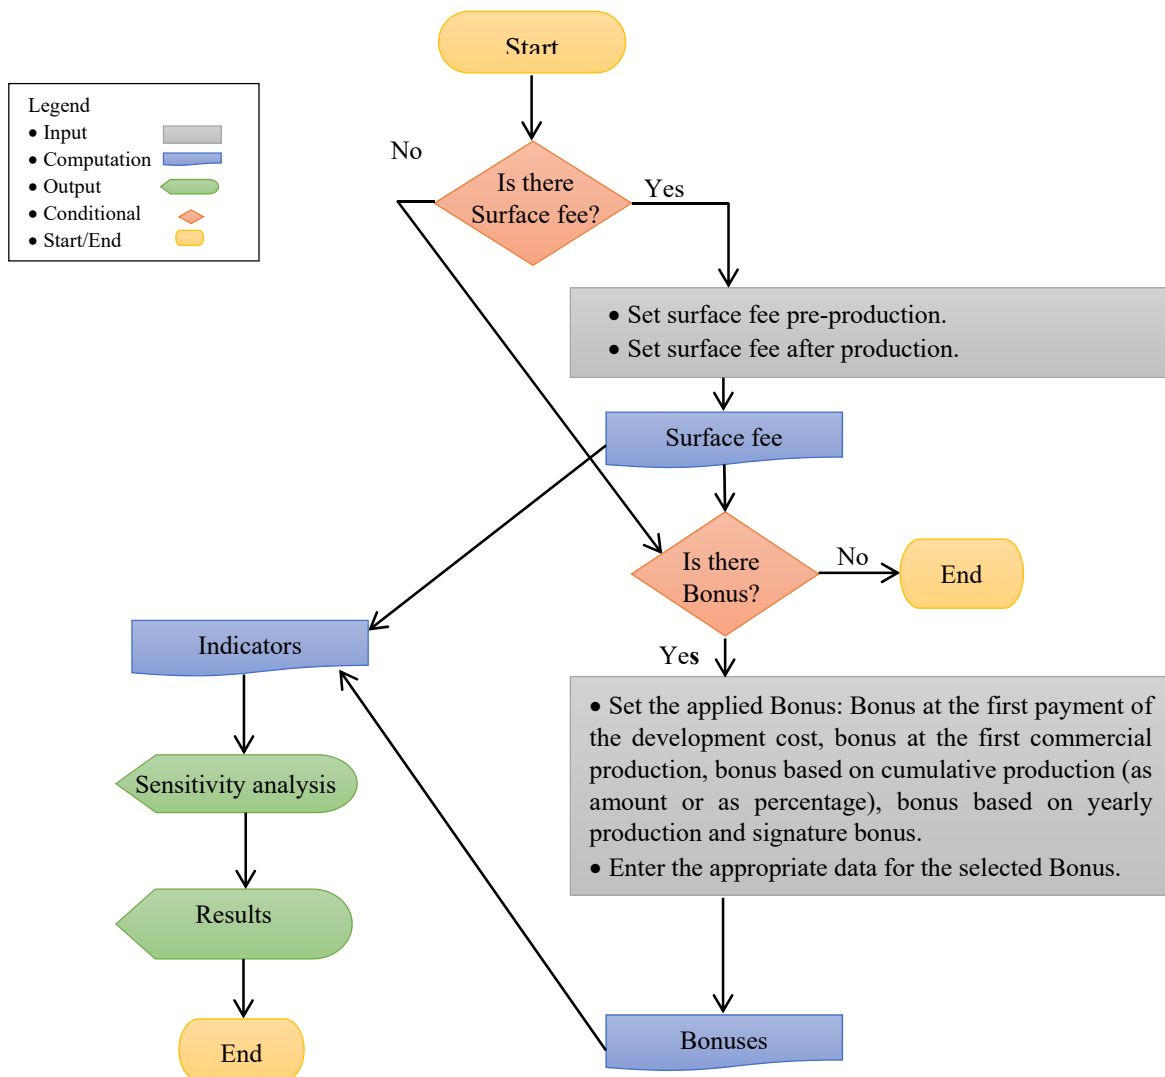 Start
Legend
• Input
• Computation
• Output
• Conditional
• Start/End
No
Is there
Surface fee?
Yes
• Set surface fee pre-production.
• Set surface fee after production.
Surface fee
Is there
Bonus?
No
End
Yes
Indicators
• Set the applied Bonus: Bonus at the first payment of
the development cost, bonus at the first commercial
production, bonus based on cumulative production (as
amount or as percentage), bonus based on yearly
production and signature bonus.
• Enter the appropriate data for the selected Bonus.
Sensitivity analysis
Results
End
Bonuses